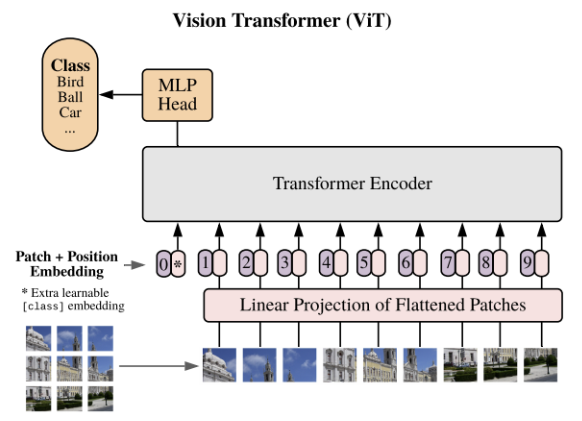 Vision Transformer (ViT)
Class
Bird
Ball
Car
...
MLP
Head
Transformer Encoder
Patch + Position
Embedding
0 * 1 2 3 4 5 6 7 8 9
* Extra learnable
[class] embedding
Linear Projection of Flattened Patches